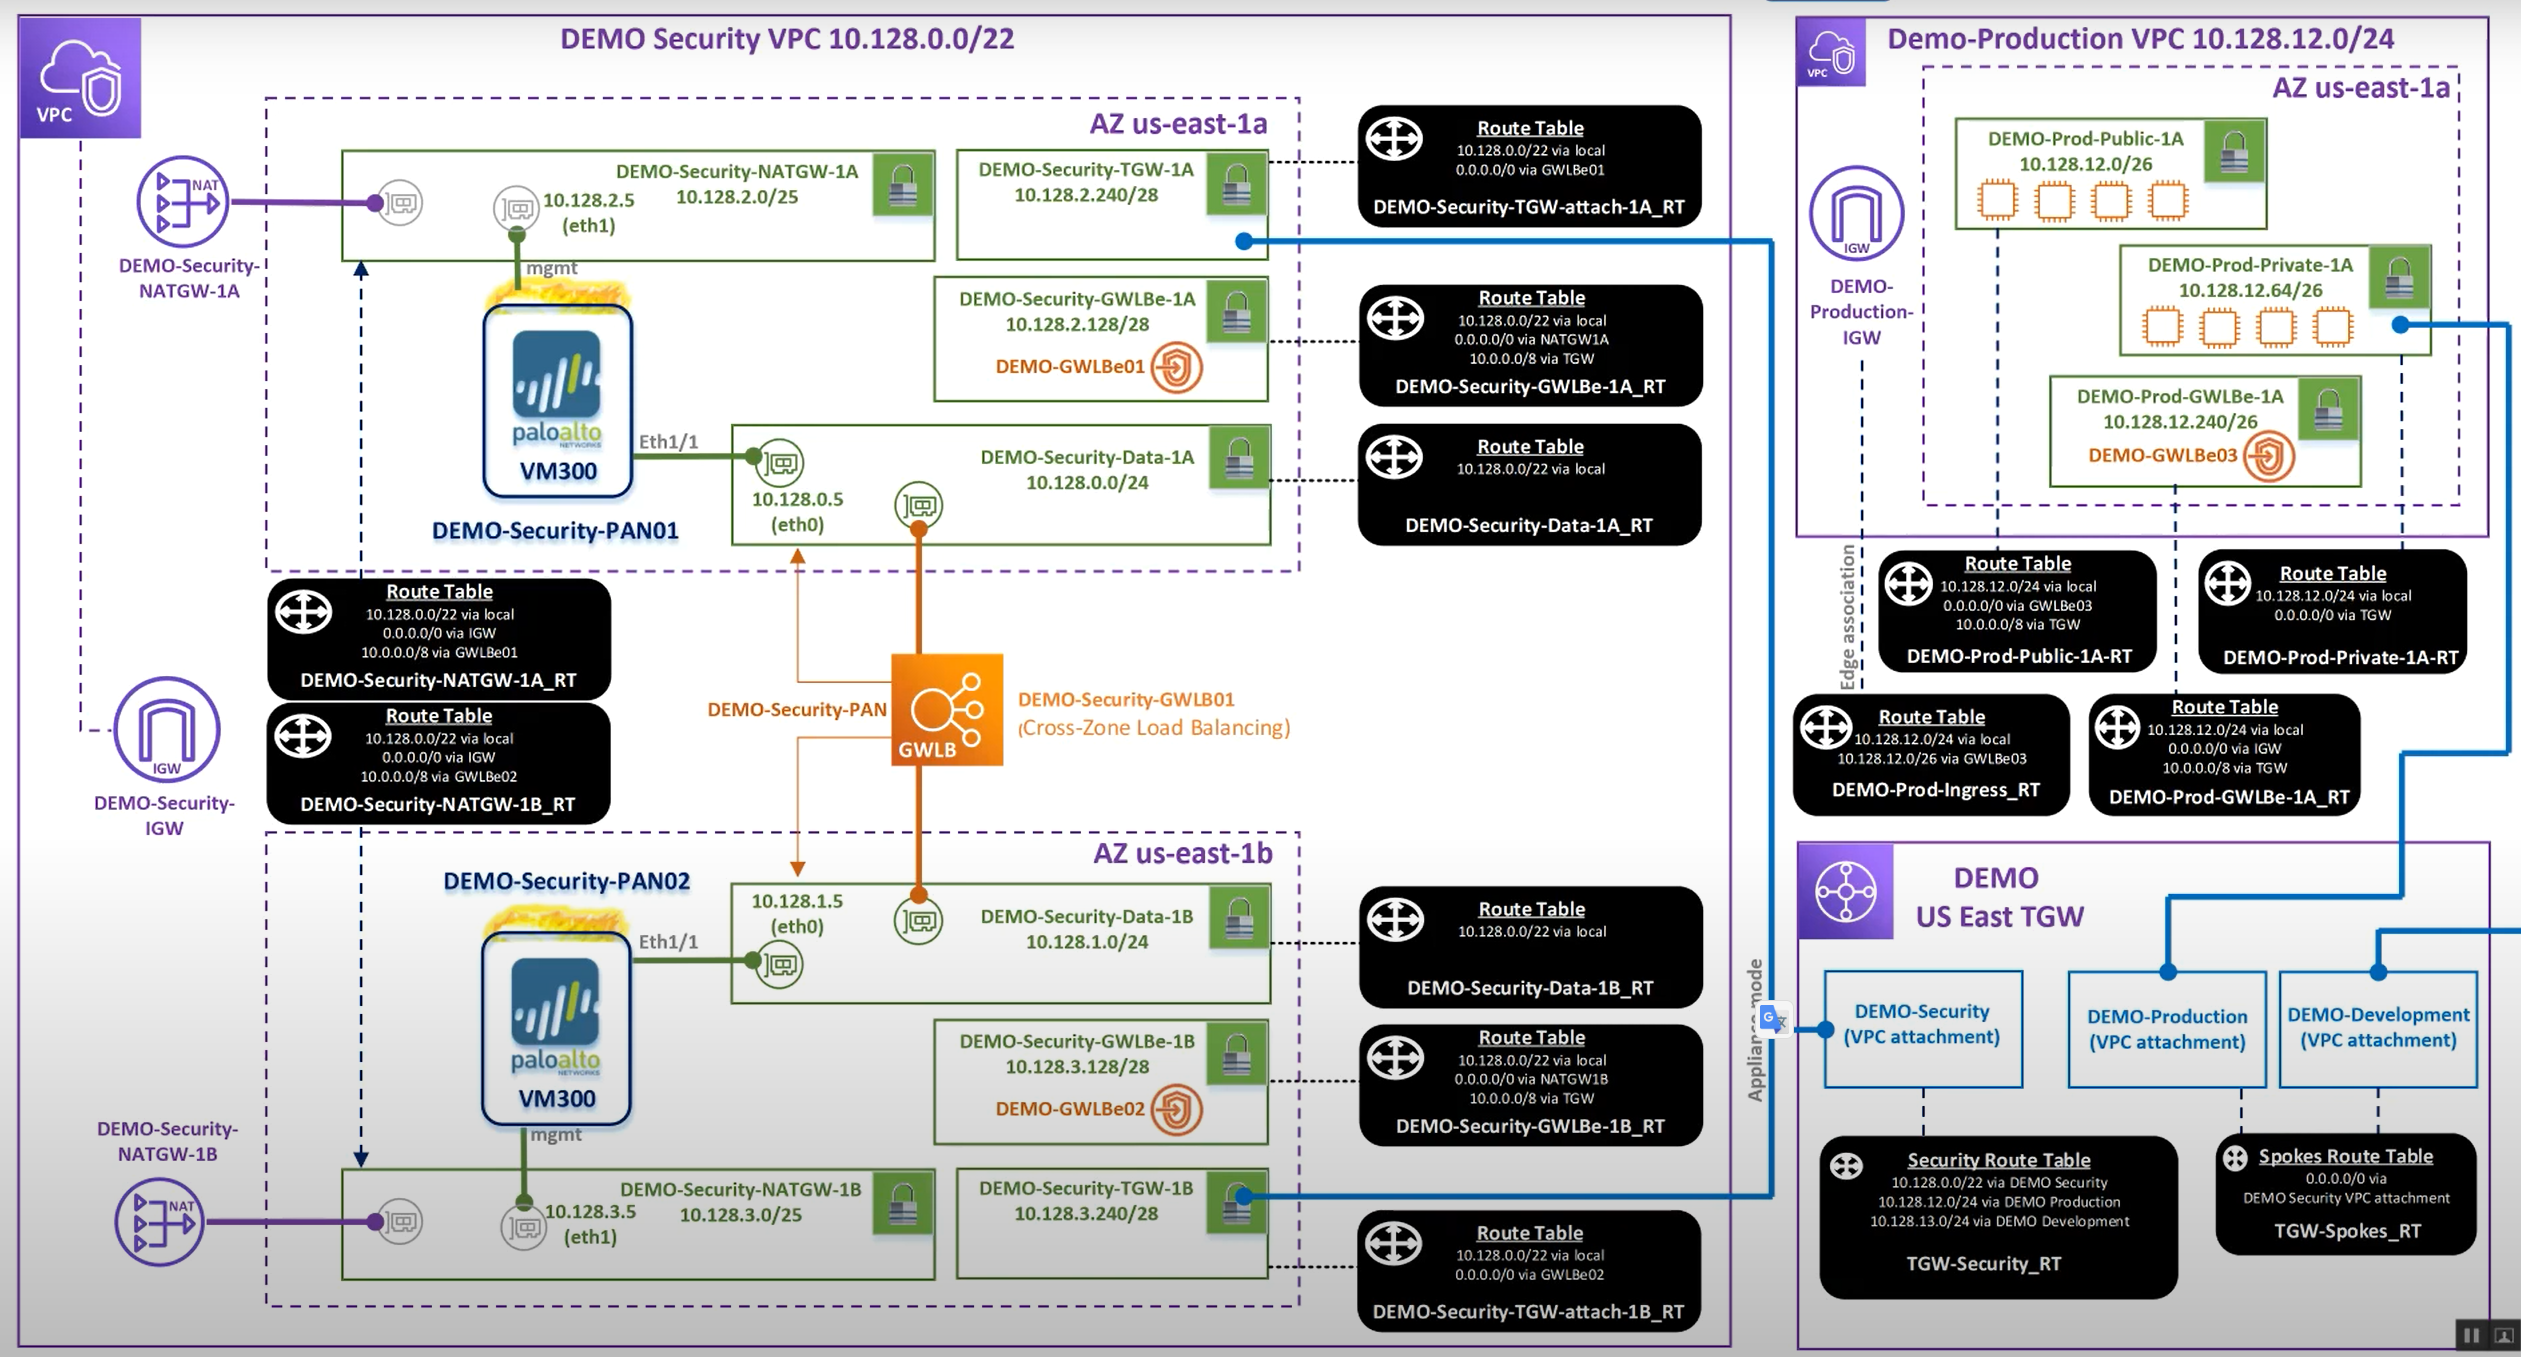 DEMO Security VPC 10.128.0.0/22
VPC
AZ us-east-1a
NAT
DEMO-Security-
NATGW-1A
DEMO-Security-NATGW-1A
10.128.2.0/25
10.128.2.5
(eth1)
mgmt
DEMO-Security-TGW-1A
10.128.2.240/28
DEMO-Security-GWLBe-1A
10.128.2.128/28
DEMO-GWLBe01
paloalto
NETWORKS
VM300
DEMO-Security-PAN01
Eth1/1
10.128.0.5
(eth0)
DEMO-Security-Data-1A
10.128.0.0/24
Route Table
10.128.0.0/22 via local
0.0.0.0/0 via GWLBe01
DEMO-Security-TGW-attach-1A_RT
Route Table
10.128.0.0/22 via local
0.0.0.0/0 via NATGW1A
10.0.0.0/8 via TGW
DEMO-Security-GWLBe-1A_RT
Route Table
10.128.0.0/22 via local
DEMO-Security-Data-1A_RT
Route Table
10.128.0.0/22 via local
0.0.0.0/0 via IGW
10.0.0.0/8 via GWLBe01
DEMO-Security-NATGW-1A_RT
Route Table
10.128.0.0/22 via local
0.0.0.0/0 via IGW
10.0.0.0/8 via GWLBe02
DEMO-Security-NATGW-1B_RT
IGW
DEMO-Security-
IGW
DEMO-Security-PAN
GWLB
DEMO-Security-GWLB01
(Cross-Zone Load Balancing)
AZ us-east-1b
DEMO-Security-PAN02
paloalto
NETWORKS
VM300
mgmt
Eth1/1
10.128.1.5
(eth0)
DEMO-Security-Data-1B
10.128.1.0/24
DEMO-Security-GWLBe-1B
10.128.3.128/28
DEMO-GWLBe02
DEMO-Security-
NATGW-1B
NAT
DEMO-Security-NATGW-1B
10.128.3.0/25
10.128.3.5
(eth1)
DEMO-Security-TGW-1B
10.128.3.240/28
Route Table
10.128.0.0/22 via local
DEMO-Security-Data-1B_RT
Route Table
10.128.0.0/22 via local
0.0.0.0/0 via NATGW1B
10.0.0.0/8 via TGW
DEMO-Security-GWLBe-1B_RT
Route Table
10.128.0.0/22 via local
0.0.0.0/0 via GWLBe02
DEMO-Security-TGW-attach-1B_RT
Demo-Production VPC 10.128.12.0/24
VPC
AZ us-east-1a
DEMO-Prod-Public-1A
10.128.12.0/26
DEMO-Prod-Private-1A
10.128.12.64/26
DEMO-Prod-GWLBe-1A
10.128.12.240/26
DEMO-GWLBe03
IGW
DEMO-
Production-
IGW
Edge association
Route Table
10.128.12.0/24 via local
0.0.0.0/0 via GWLBe03
10.0.0.0/8 via TGW
DEMO-Prod-Public-1A-RT
Route Table
10.128.12.0/24 via local
0.0.0.0/0 via TGW
DEMO-Prod-Private-1A-RT
Route Table
10.128.12.0/24 via local
10.128.12.0/26 via GWLBe03
DEMO-Prod-Ingress_RT
Route Table
10.128.12.0/24 via local
0.0.0.0/0 via IGW
10.0.0.0/8 via TGW
DEMO-Prod-GWLBe-1A_RT
DEMO
US East TGW
mode
DEMO-Security
(VPC attachment)
DEMO-Production
(VPC attachment)
DEMO-Development
(VPC attachment)
Security Route Table
10.128.0.0/22 via DEMO Security
10.128.12.0/24 via DEMO Production
10.128.13.0/24 via DEMO Development
TGW-Security_RT
Spokes Route Table
0.0.0.0/0 via
DEMO Security VPC attachment
TGW-Spokes_RT